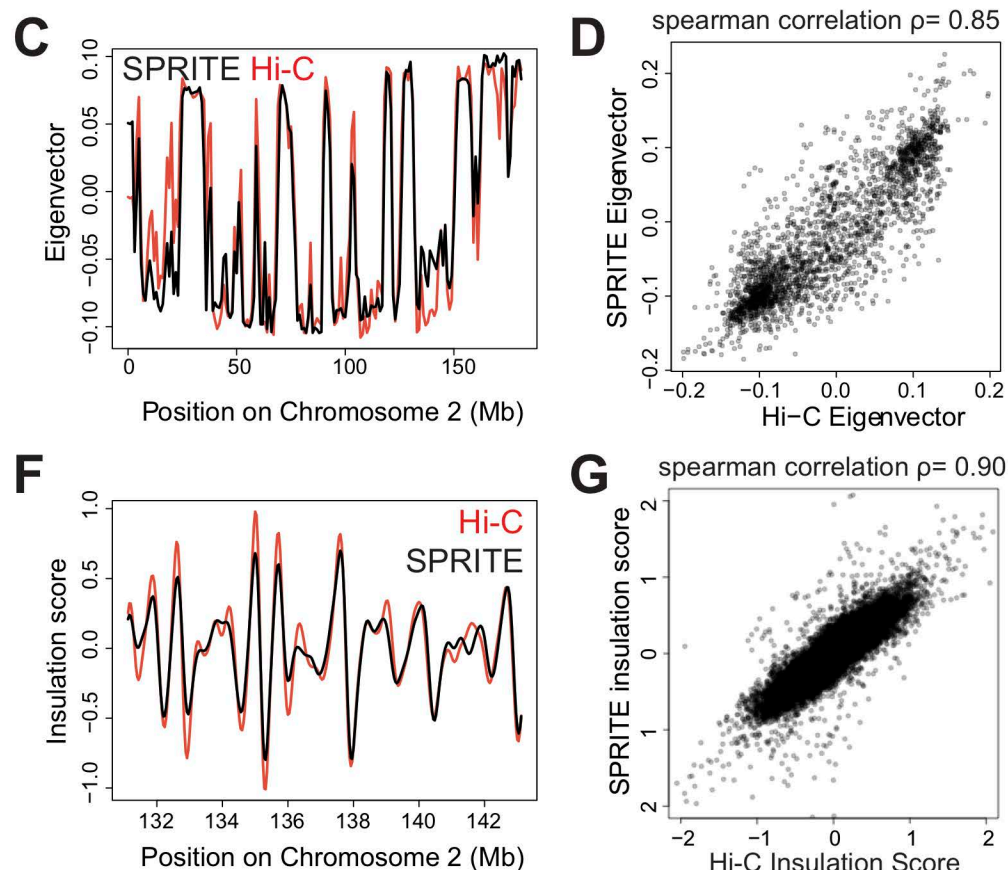 C
SPRITE Hi-C
Eigenvector
0.10
0.05
0.00
−0.05
−0.10
0 50 100 150
Position on Chromosome 2 (Mb)
D
spearman correlation ρ= 0.85
SPRITE Eigenvector
0.2
0.1
0.0
−0.1
−0.2
−0.2 −0.1 0.0 0.1 0.2
Hi−C Eigenvector
F
Hi-C
SPRITE
Insulation score
1.0
0.5
0.0
−0.5
−1.0
132 134 136 138 140 142
Position on Chromosome 2 (Mb)
G
spearman correlation ρ= 0.90
SPRITE insulation score
2
1
0
1
2
−2 −1 0 1 2
Hi-C Insulation Score